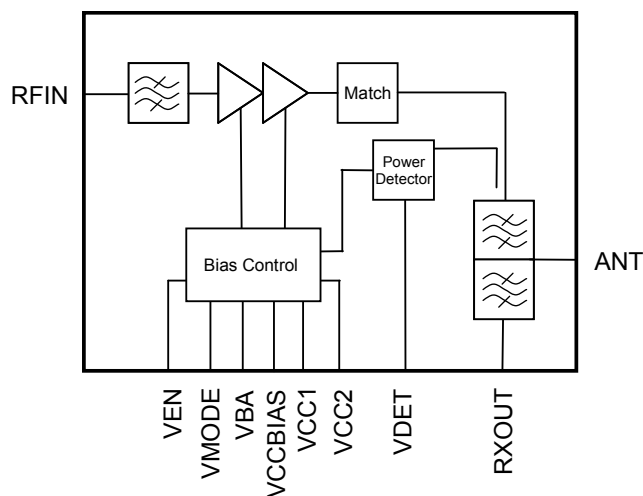 RFIN
Match
Power
Detector
Bias Control
ANT
VEN
VMODE
VBA
VCCBIAS
VCC1
VCC2
VDET
RXOUT